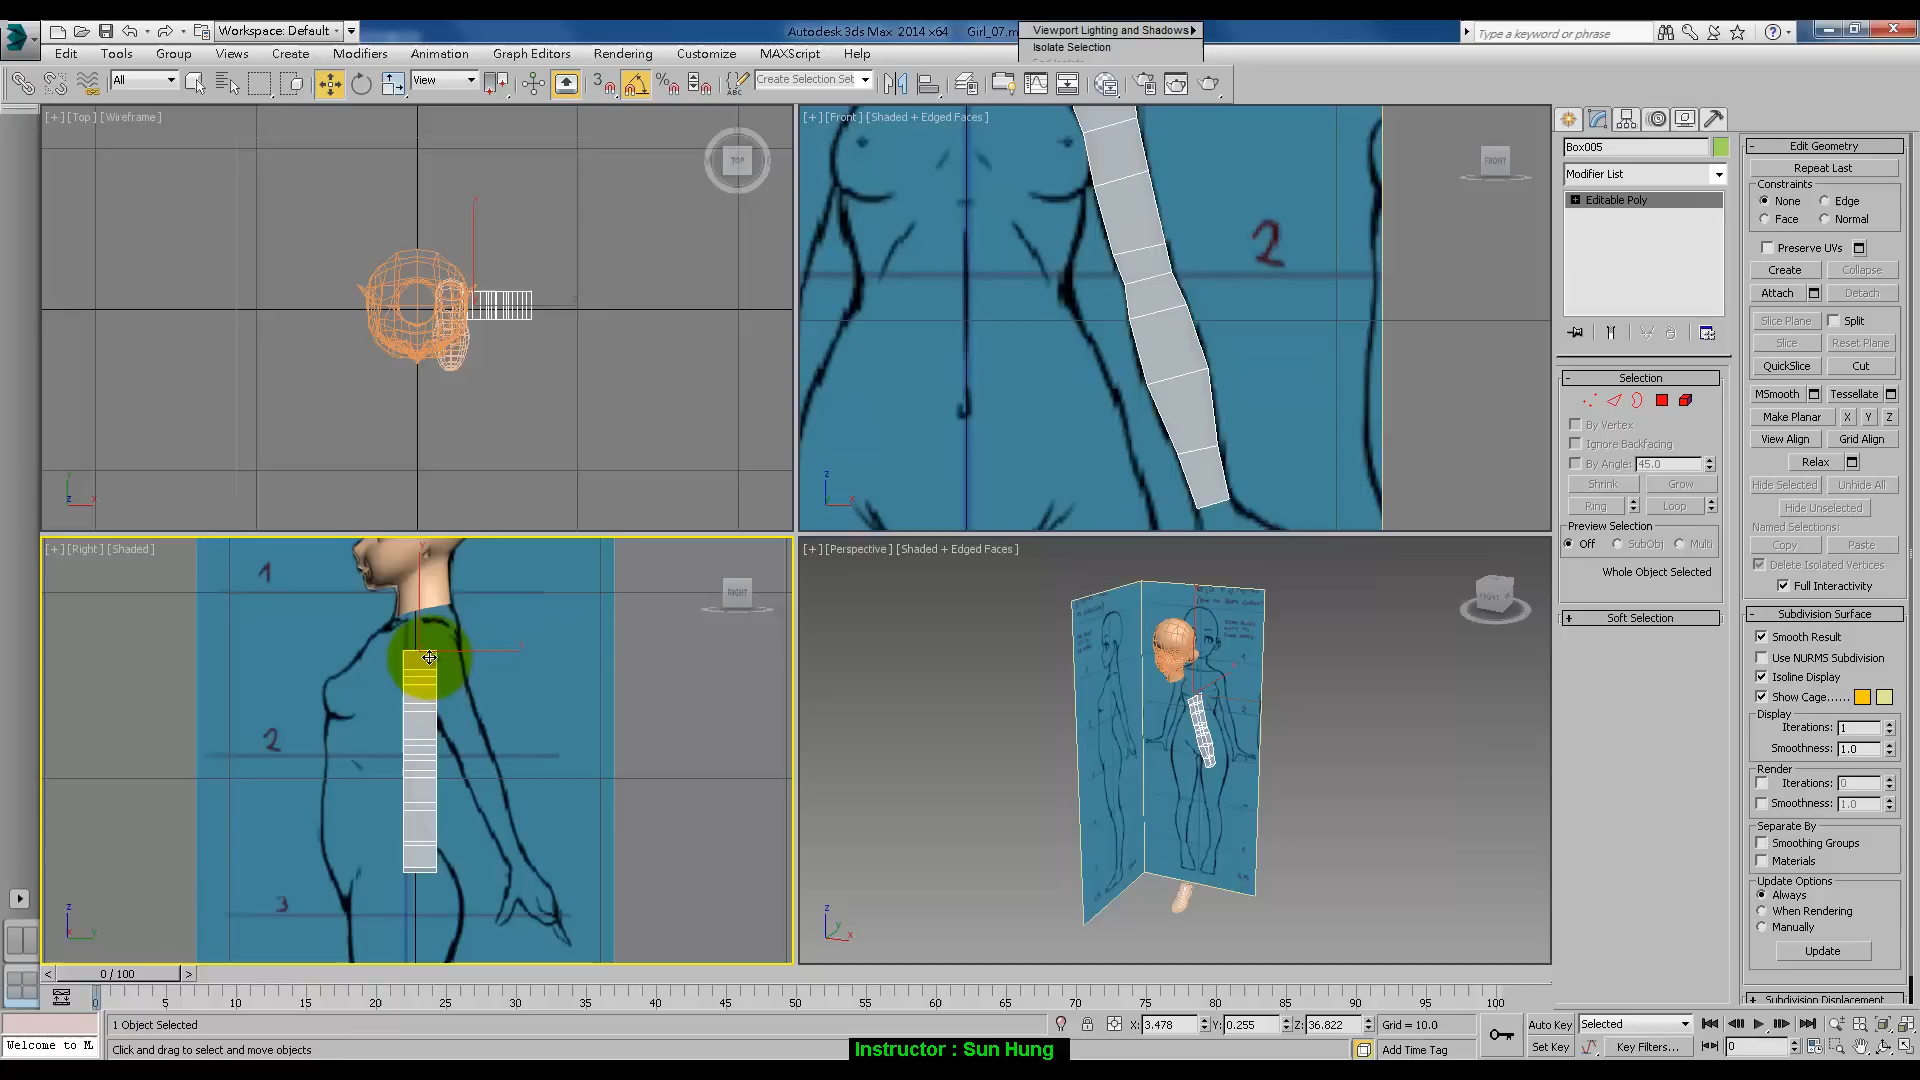 Workspace: Default
Autodesk 3ds Max 2014 x64
Girl_07.m
Viewport Lighting and Shadows
Isolate Selection
Type a keyword or phrase
Edit Tools Group Views Create Modifiers Animation Graph Editors Rendering Customize MAXScript Help
All
View
3
ABC
Create Selection Set
[+][Top][Wireframe]
TOP
[+][Front][Shaded + Edged Faces]
FRONT
2
[+][Right][Shaded]
RIGHT
1
2
3
[+][Perspective][Shaded + Edged Faces]
FRONT
Box005
Modifier List
Editable Poly
Selection
By Vertex
Ignore Backfacing
By Angle: 45.0
Shrink Grow
Ring Loop
Preview Selection
Off SubObj Multi
Whole Object Selected
Soft Selection
Edit Geometry
Repeat Last
Constraints
None Edge
Face Normal
Preserve UVs
Create Collapse
Attach Detach
Slice Plane Split
Slice Reset Plane
QuickSlice Cut
MSmooth Tessellate
Make Planar X Y Z
View Align Grid Align
Relax
Hide Selected Unhide All
Hide Unselected
Named Selections:
Copy Paste
Delete Isolated Vertices
Full Interactivity
Subdivision Surface
Smooth Result
Use NURMS Subdivision
Isoline Display
Show Cage......
Display
Iterations: 1
Smoothness: 1.0
Render
Iterations: 0
Smoothness: 1.0
Separate By
Smoothing Groups
Materials
Update Options
Always
When Rendering
Manually
Update
Subdivision Displacement
< 0 / 100 >
0 5 10 15 20 25 30 35 40 45 50 55 60 65 70 75 80 85 90 95 100
1 Object Selected
X: 3.478 Y: 0.255 Z: 36.822 Grid = 10.0
Auto Key Selected
Welcome to M
Click and drag to select and move objects
Instructor : Sun Hung
Add Time Tag
Set Key Key Filters... 0